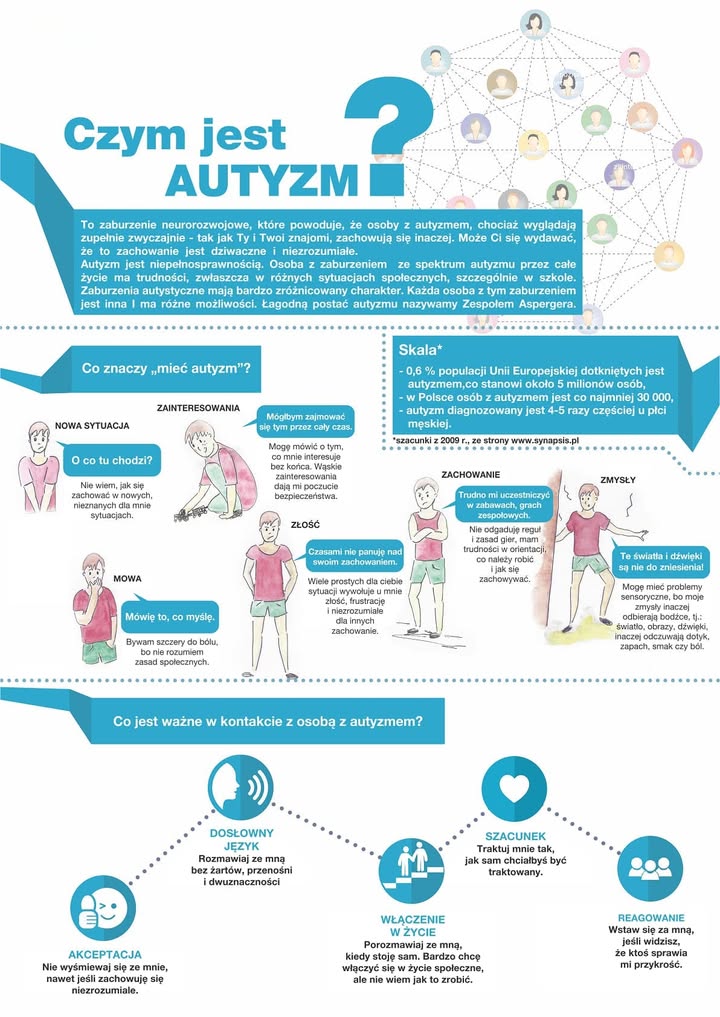 Czym jest
AUTYZM?
To zaburzenie neurorozwojowe, które powoduje, że osoby z autyzmem, chociaż wyglądają
zupełnie zwyczajnie - tak jak Ty i Twoi znajomi, zachowują się inaczej. Może Ci się wydawać,
że to zachowanie jest dziwaczne i niezrozumiałe.
Autyzm jest niepełnosprawnością. Osoba z zaburzeniem ze spektrum autyzmu przez całe
życie ma trudności, zwłaszcza w różnych sytuacjach społecznych, szczególnie w szkole.
Zaburzenia autystyczne mają bardzo zróżnicowany charakter. Każda osoba z tym zaburzeniem
jest inna I ma różne możliwości. Łagodną postać autyzmu nazywamy Zespołem Aspergera.
Co znaczy „mieć autyzm”?
Skala*
- 0,6 % populacji Unii Europejskiej dotkniętych jest
autyzmem,co stanowi około 5 milionów osób,
- w Polsce osób z autyzmem jest co najmniej 30 000,
- autyzm diagnozowany jest 4-5 razy częściej u płci
męskiej.
*szacunki z 2009 r., ze strony www.synapsis.pl
NOWA SYTUACJA
O co tu chodzi?
Nie wiem, jak się
zachować w nowych,
nieznanych dla mnie
sytuacjach.
ZAINTERESOWANIA
Mógłbym zajmować
się tym przez cały czas.
Mogę mówić o tym,
co mnie interesuje
bez końca. Wąskie
zainteresowania
dają mi poczucie
bezpieczeństwa.
MOWA
Mówię to, co myślę.
Bywam szczery do bólu,
bo nie rozumiem
zasad społecznych.
ZŁOŚĆ
Czasami nie panuję nad
swoim zachowaniem.
Wiele prostych dla ciebie
sytuacji wywołuje u mnie
złość, frustrację
i niezrozumiałe
dla innych
zachowanie.
ZACHOWANIE
Trudno mi uczestniczyć
w zabawach, grach
zespołowych.
Nie odgaduję reguł
i zasad gier, mam
trudności w orientacji,
co należy robić
i jak się
zachowywać.
ZMYSŁY
Te światła i dźwięki
są nie do zniesienia!
Mogę mieć problemy
sensoryczne, bo moje
zmysły inaczej
odbierają bodźce, tj.:
światło, obrazy, dźwięki,
inaczej odczuwają dotyk,
zapach, smak czy ból.
Co jest ważne w kontakcie z osobą z autyzmem?
AKCEPTACJA
Nie wyśmiewaj się ze mnie,
nawet jeśli zachowuję się
niezrozumiale.
DOSŁOWNY
JĘZYK
Rozmawiaj ze mną
bez żartów, przenośni
i dwuznaczności
WŁĄCZENIE
W ŻYCIE
Porozmawiaj ze mną,
kiedy stoję sam. Bardzo chcę
włączyć się w życie społeczne,
ale nie wiem jak to zrobić.
SZACUNEK
Traktuj mnie tak,
jak sam chciałbyś być
traktowany.
REAGOWANIE
Wstaw się za mną,
jeśli widzisz,
że ktoś sprawia
mi przykrość.